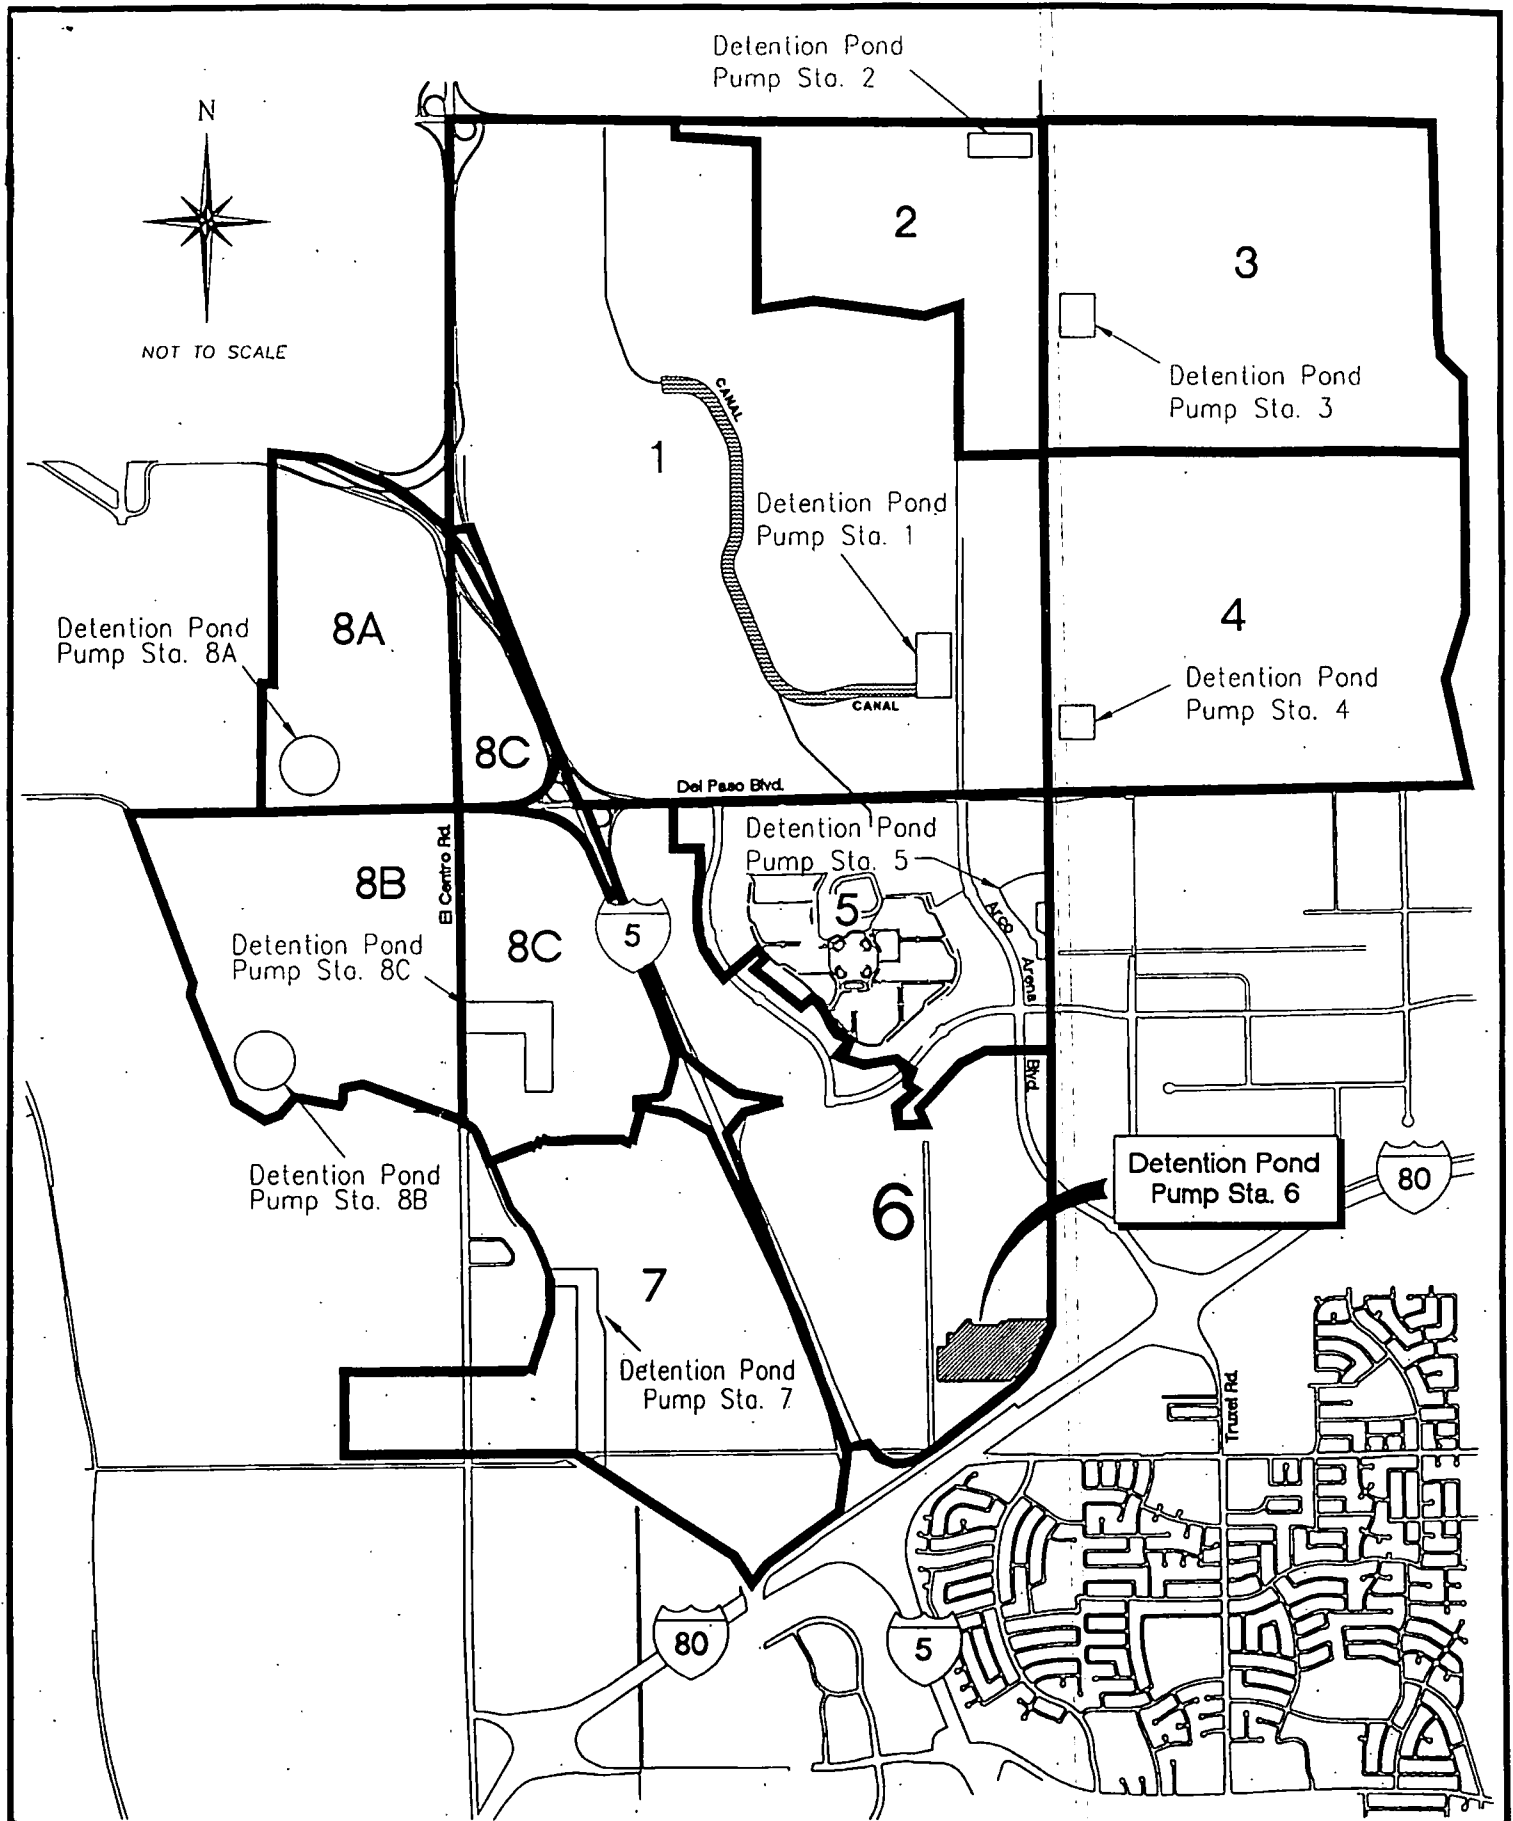 Detention Pond
Pump Sta. 2
N
2
3
NOT TO SCALE
Detention Pond
Pump Sta. 3
CANAL
1
Detention Pond
Pump Sta. 1
Detention Pond
Pump Sta. 8A
8A
4
Detention Pond
Pump Sta. 4
CANAL
8C
Del Paso Blvd.
Detention Pond
Pump Sta. 5
El Centro Rd.
8B
5
Arco
Arena
Blvd.
5
8C
Detention Pond
Pump Sta. 8C
Detention Pond
Pump Sta. 6
80
Detention Pond
Pump Sta. 8B
6
7
Detention Pond
Pump Sta. 7
Truxel Rd.
80
5